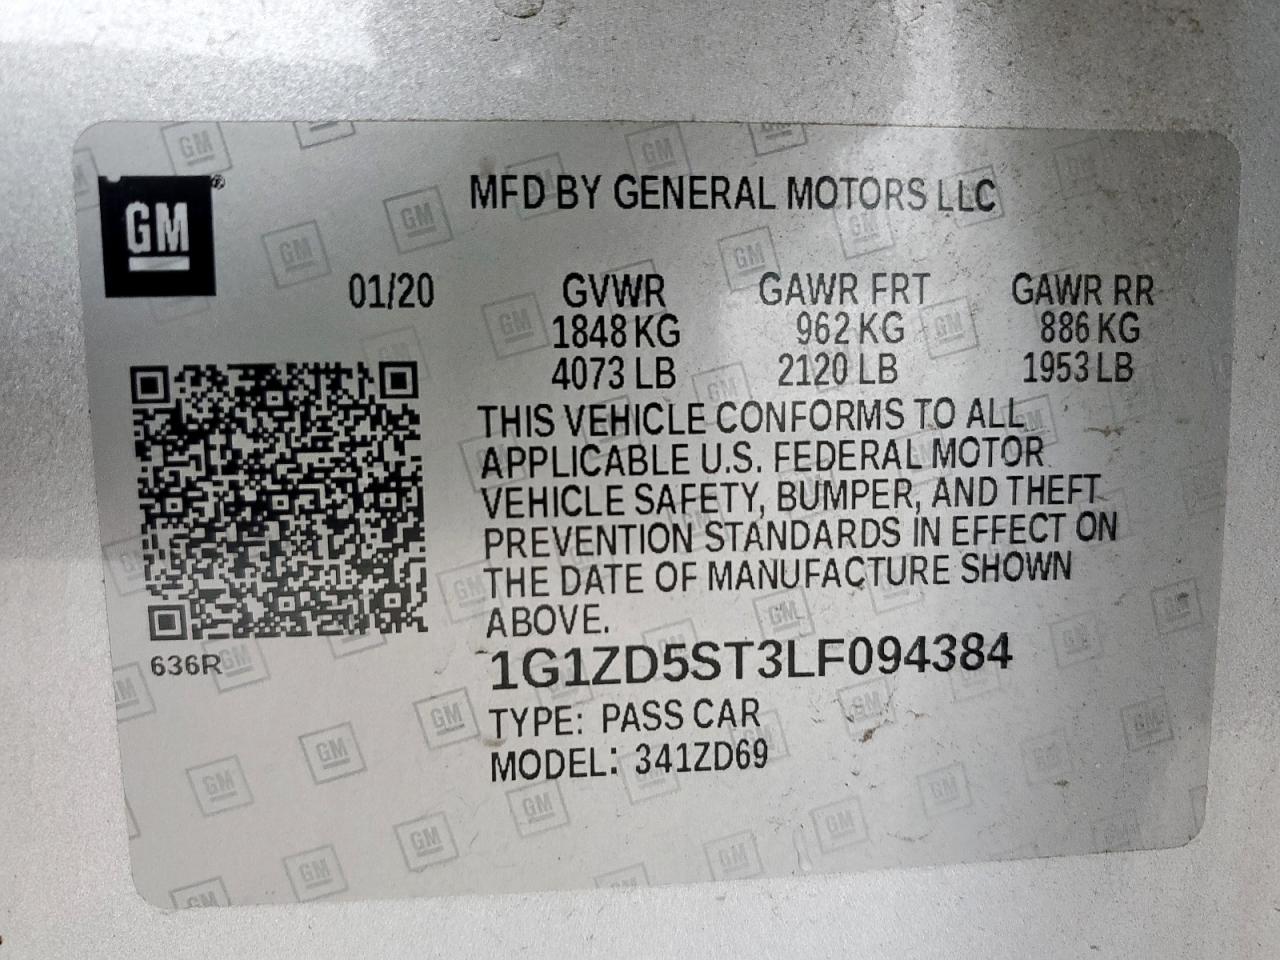 GM®
MFD BY GENERAL MOTORS LLC
01/20
GVWR GAWR FRT GAWR RR
1848 KG 962 KG 886 KG
4073 LB 2120 LB 1953 LB
THIS VEHICLE CONFORMS TO ALL
APPLICABLE U.S. FEDERAL MOTOR
VEHICLE SAFETY, BUMPER, AND THEFT
PREVENTION STANDARDS IN EFFECT ON
THE DATE OF MANUFACTURE SHOWN
ABOVE.
636R
1G1ZD5ST3LF094384
TYPE: PASS CAR
MODEL: 341ZD69